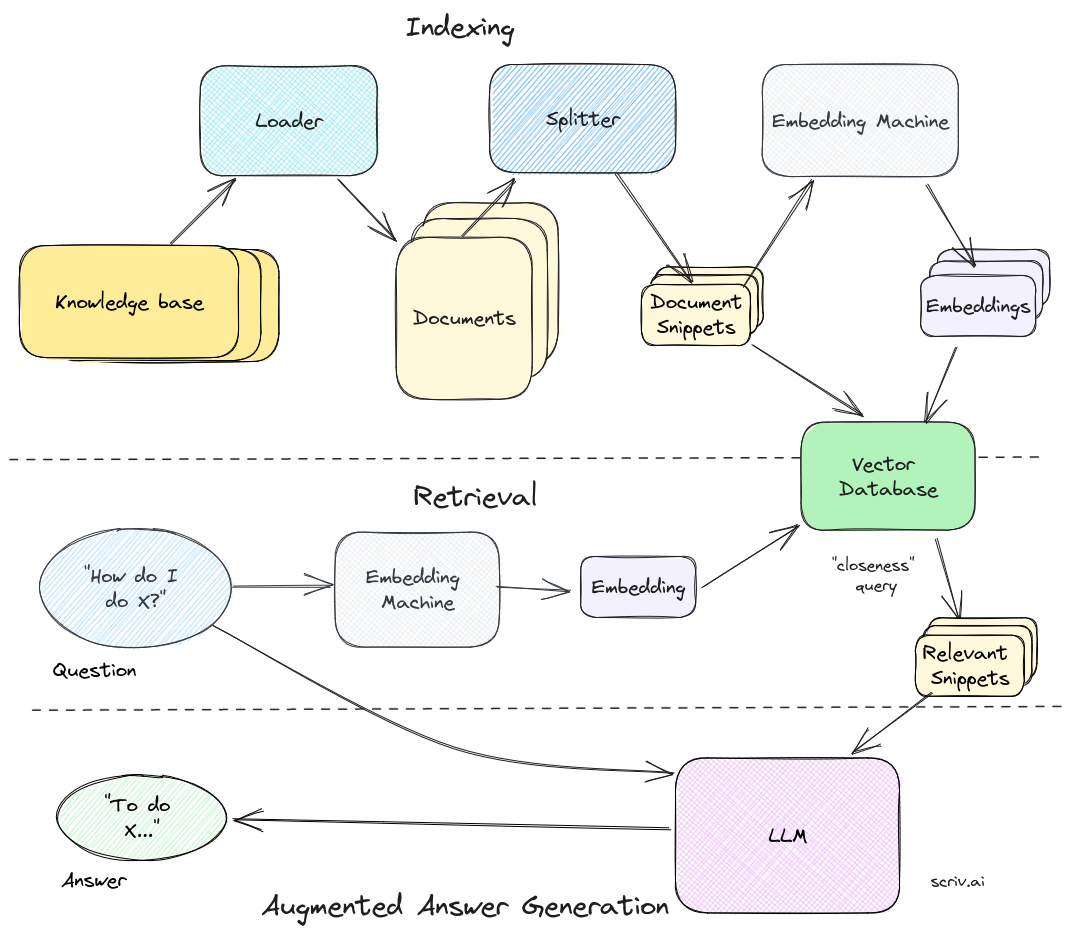 Indexing
Loader
Splitter
Embedding Machine
Knowledge base
Documents
Document
Snippets
Embeddings
Vector
Database
Retrieval
"How do I
do X?"
Embedding
Machine
Embedding
"closeness"
query
Question
Relevant
Snippets
"To do
X..."
LLM
Answer
scriv.ai
Augmented Answer Generation